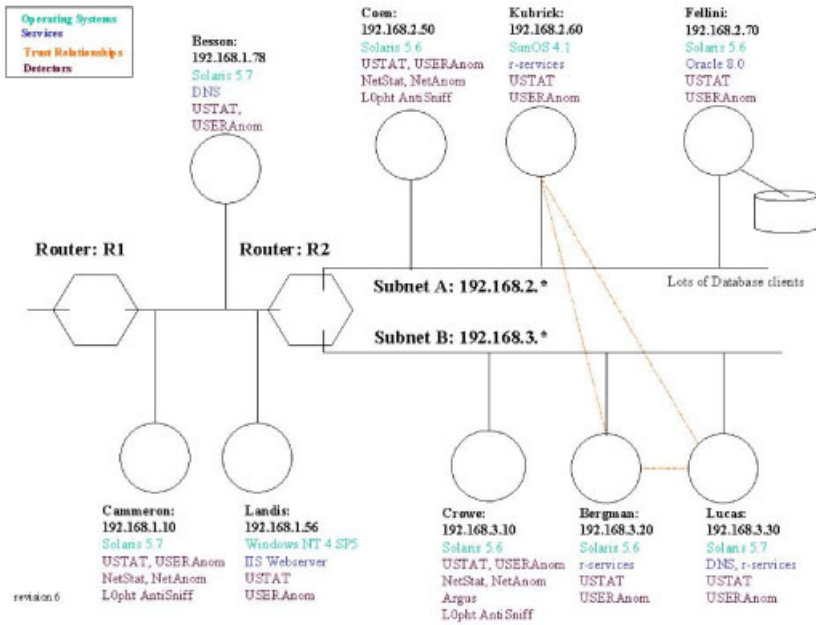 Operating Systems
Services
Trust Relationships
Detectors
Besson:
192.168.1.78
Solaris 5.7
DNS
USTAT,
USERAnom
Coen:
192.168.2.50
Solaris 5.6
USTAT, USERAnom
NetStat, NetAnom
L0pht AntiSniff
Kubrick:
192.168.2.60
SunOS 4.1
r-services
USTAT
USERAnom
Fellini:
192.168.2.70
Solaris 5.6
Oracle 8.0
USTAT
USERAnom
Router: R1
Router: R2
Subnet A: 192.168.2.*
Lots of Database clients
Subnet B: 192.168.3.*
Cammeron:
192.168.1.10
Solaris 5.7
USTAT, USERAnom
NetStat, NetAnom
L0pht AntiSniff
Landis:
192.168.1.56
Windows NT 4 SP5
IIS Webserver
USTAT
USERAnom
Crowe:
192.168.3.10
Solaris 5.6
USTAT, USERAnom
NetStat, NetAnom
Argus
L0pht AntiSniff
Bergman:
192.168.3.20
Solaris 5.6
r-services
USTAT
USERAnom
Lucas:
192.168.3.30
Solaris 5.7
DNS, r-services
USTAT
USERAnom
revision 6